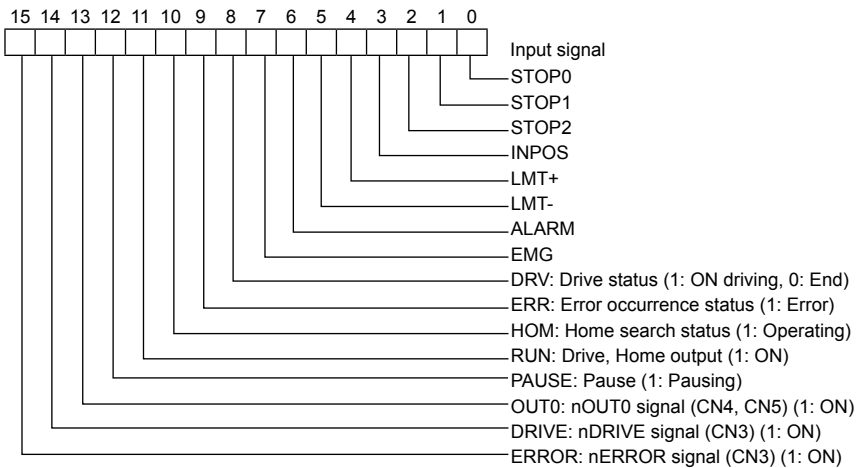 15 14 13 12 11 10 9 8 7 6 5 4 3 2 1 0
Input signal
STOP0
STOP1
STOP2
INPOS
LMT+
LMT-
ALARM
EMG
DRV: Drive status (1: ON driving, 0: End)
ERR: Error occurrence status (1: Error)
HOM: Home search status (1: Operating)
RUN: Drive, Home output (1: ON)
PAUSE: Pause (1: Pausing)
OUT0: nOUT0 signal (CN4, CN5) (1: ON)
DRIVE: nDRIVE signal (CN3) (1: ON)
ERROR: nERROR signal (CN3) (1: ON)